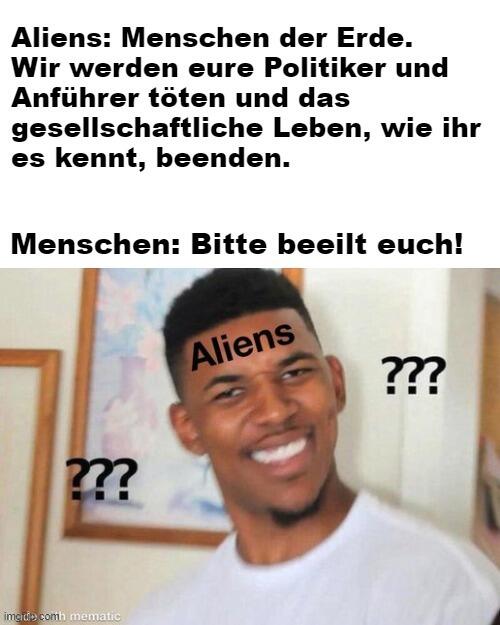 Aliens: Menschen der Erde.
Wir werden eure Politiker und
Anführer töten und das
gesellschaftliche Leben, wie ihr
es kennt, beenden.
Menschen: Bitte beeilt euch!
Aliens
???
???
mematic